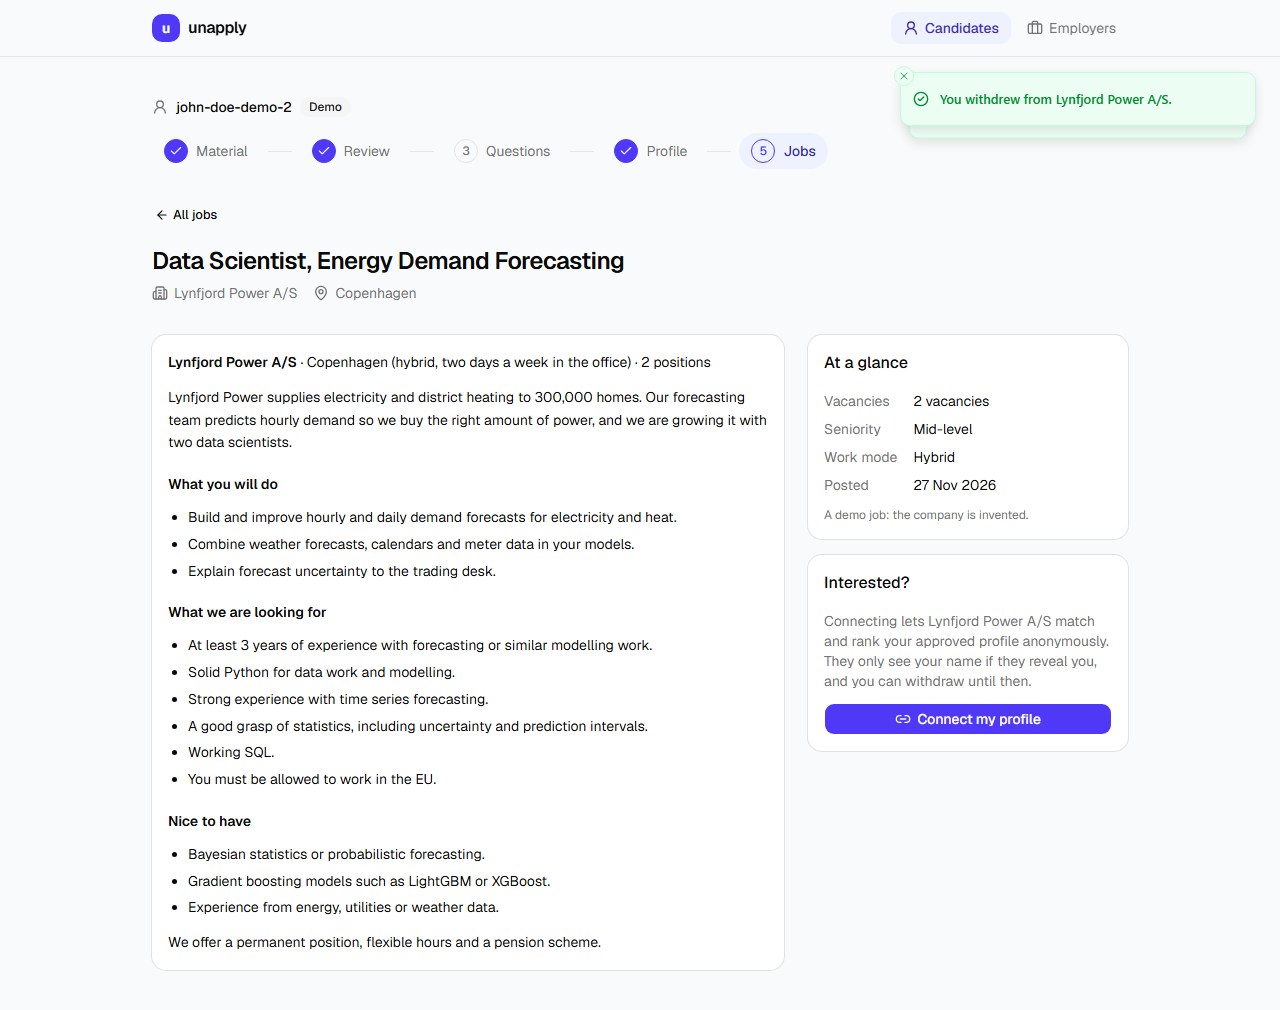 u unapply
Candidates
Employers
You withdrew from Lynfjord Power A/S.
john-doe-demo-2 Demo
Material
Review
3 Questions
Profile
5 Jobs
All jobs
Data Scientist, Energy Demand Forecasting
Lynfjord Power A/S Copenhagen
Lynfjord Power A/S · Copenhagen (hybrid, two days a week in the office) · 2 positions
Lynfjord Power supplies electricity and district heating to 300,000 homes. Our forecasting
team predicts hourly demand so we buy the right amount of power, and we are growing it with
two data scientists.
What you will do
• Build and improve hourly and daily demand forecasts for electricity and heat.
• Combine weather forecasts, calendars and meter data in your models.
• Explain forecast uncertainty to the trading desk.
What we are looking for
• At least 3 years of experience with forecasting or similar modelling work.
• Solid Python for data work and modelling.
• Strong experience with time series forecasting.
• A good grasp of statistics, including uncertainty and prediction intervals.
• Working SQL.
• You must be allowed to work in the EU.
Nice to have
• Bayesian statistics or probabilistic forecasting.
• Gradient boosting models such as LightGBM or XGBoost.
• Experience from energy, utilities or weather data.
We offer a permanent position, flexible hours and a pension scheme.
At a glance
Vacancies 2 vacancies
Seniority Mid-level
Work mode Hybrid
Posted 27 Nov 2026
A demo job: the company is invented.
Interested?
Connecting lets Lynfjord Power A/S match
and rank your approved profile anonymously.
They only see your name if they reveal you,
and you can withdraw until then.
Connect my profile